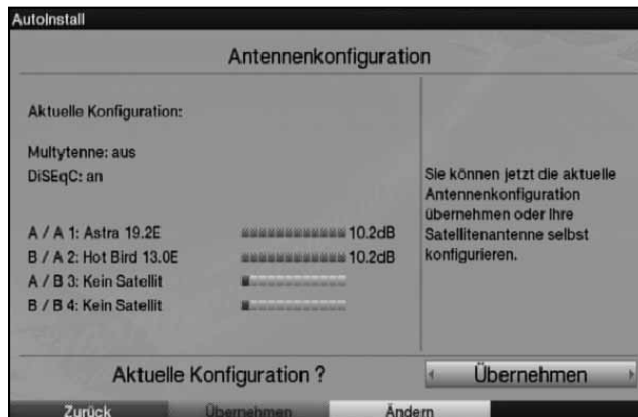 AutoInstall
Antennenkonfiguration
Aktuelle Konfiguration:
Multytenne: aus
DiSEqC: an
A / A 1: Astra 19.2E 10.2dB
B / A 2: Hot Bird 13.0E 10.2dB
A / B 3: Kein Satellit
B / B 4: Kein Satellit
Sie können jetzt die aktuelle
Antennenkonfiguration
übernehmen oder Ihre
Satellitenantenne selbst
konfigurieren.
Aktuelle Konfiguration ? Übernehmen
Zurück Übernehmen Ändern